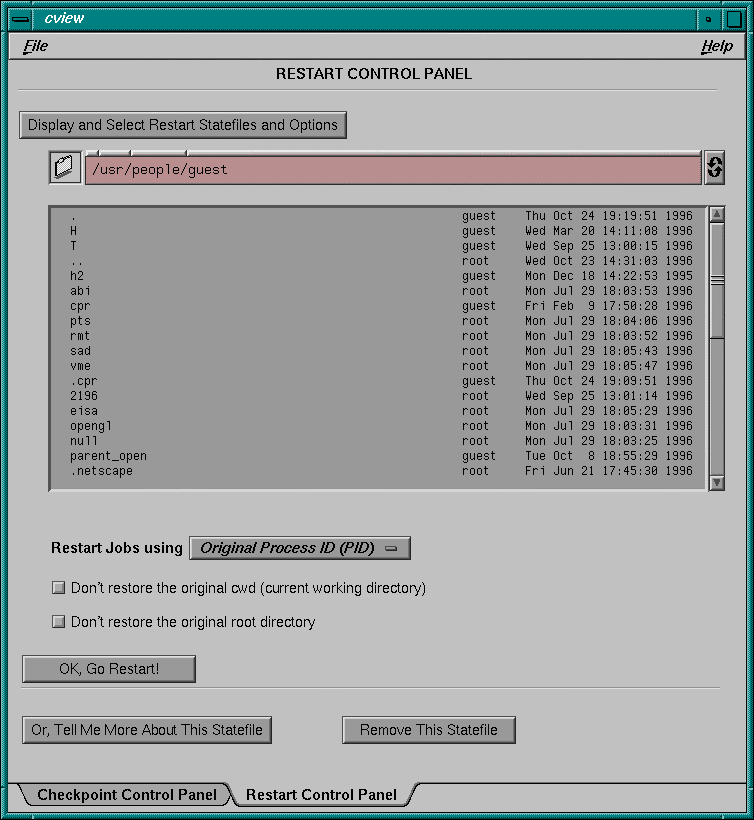 cview
File Help
RESTART CONTROL PANEL
Display and Select Restart Statefiles and Options
/usr/people/guest
. guest Thu Oct 24 19:19:51 1996
H guest Wed Mar 20 14:11:08 1996
T guest Wed Sep 25 13:00:15 1996
.. root Wed Oct 23 14:31:03 1996
h2 guest Mon Dec 18 14:22:53 1995
abi root Mon Jul 29 18:03:53 1996
cpr guest Fri Feb 9 17:50:28 1996
pts root Mon Jul 29 18:04:06 1996
rmt root Mon Jul 29 18:03:52 1996
sad root Mon Jul 29 18:05:43 1996
vme root Mon Jul 29 18:05:47 1996
.cpr guest Thu Oct 24 19:09:51 1996
2196 root Wed Sep 25 13:01:14 1996
eisa root Mon Jul 29 18:05:29 1996
opengl root Mon Jul 29 18:03:31 1996
null root Mon Jul 29 18:03:25 1996
parent_open guest Tue Oct 8 18:55:29 1996
.netscape root Fri Jun 21 17:45:30 1996
Restart Jobs using Original Process ID (PID)
Don't restore the original cwd (current working directory)
Don't restore the original root directory
OK, Go Restart!
Or, Tell Me More About This Statefile Remove This Statefile
Checkpoint Control Panel Restart Control Panel